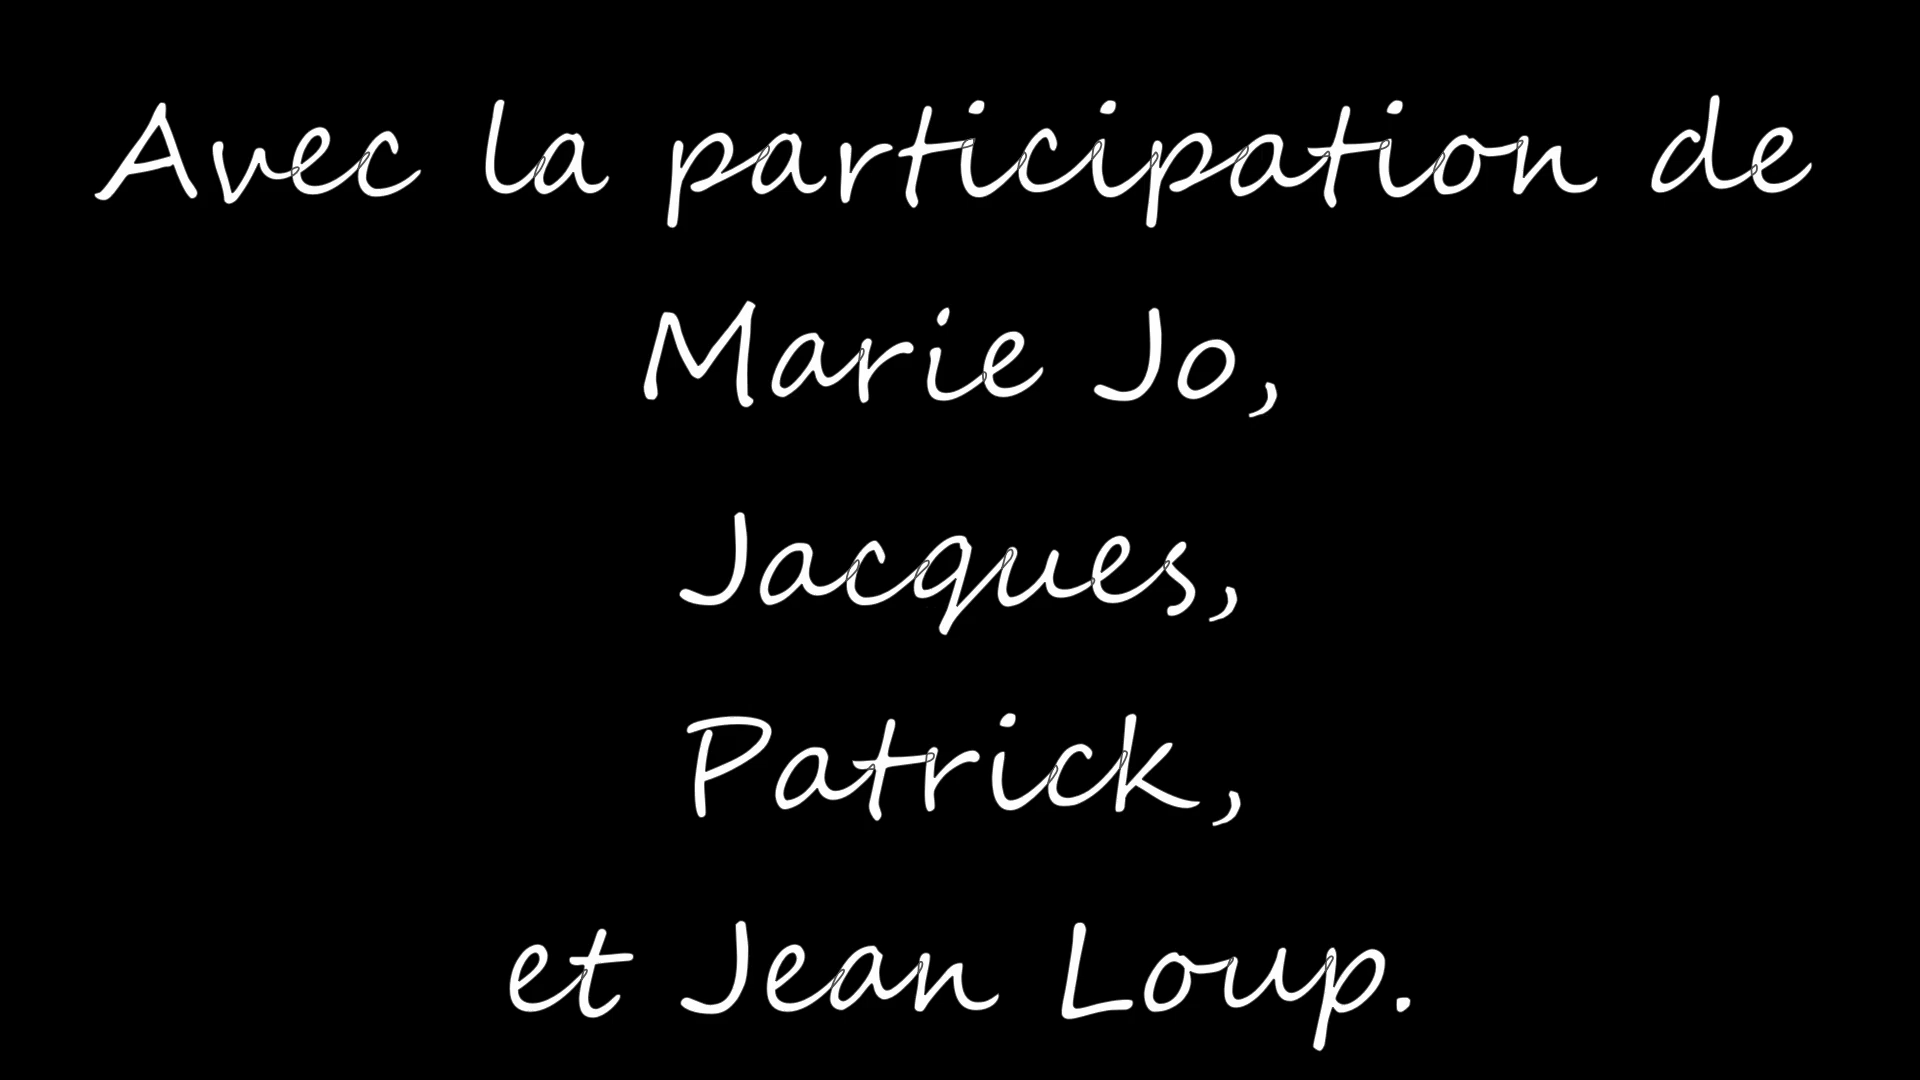 Avec la participation de
Marie Jo,
Jacques,
Patrick,
et Jean Loup.